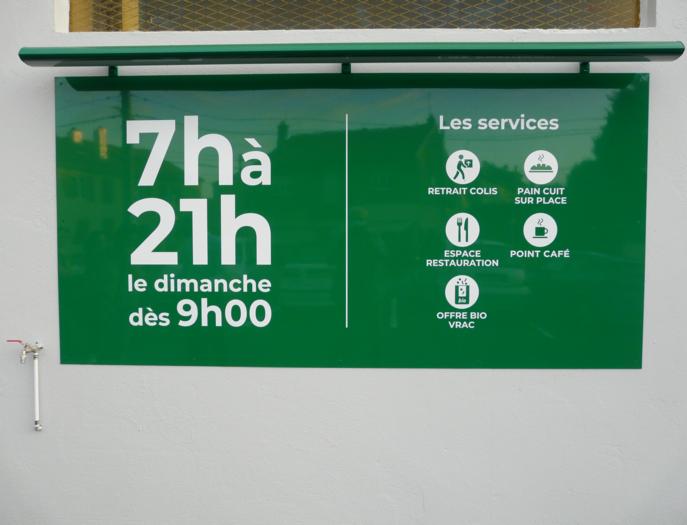 7h à
21h
le dimanche
dès 9h00
Les services
RETRAIT COLIS
PAIN CUIT
SUR PLACE
ESPACE
RESTAURATION
POINT CAFÉ
bio
OFFRE BIO
VRAC